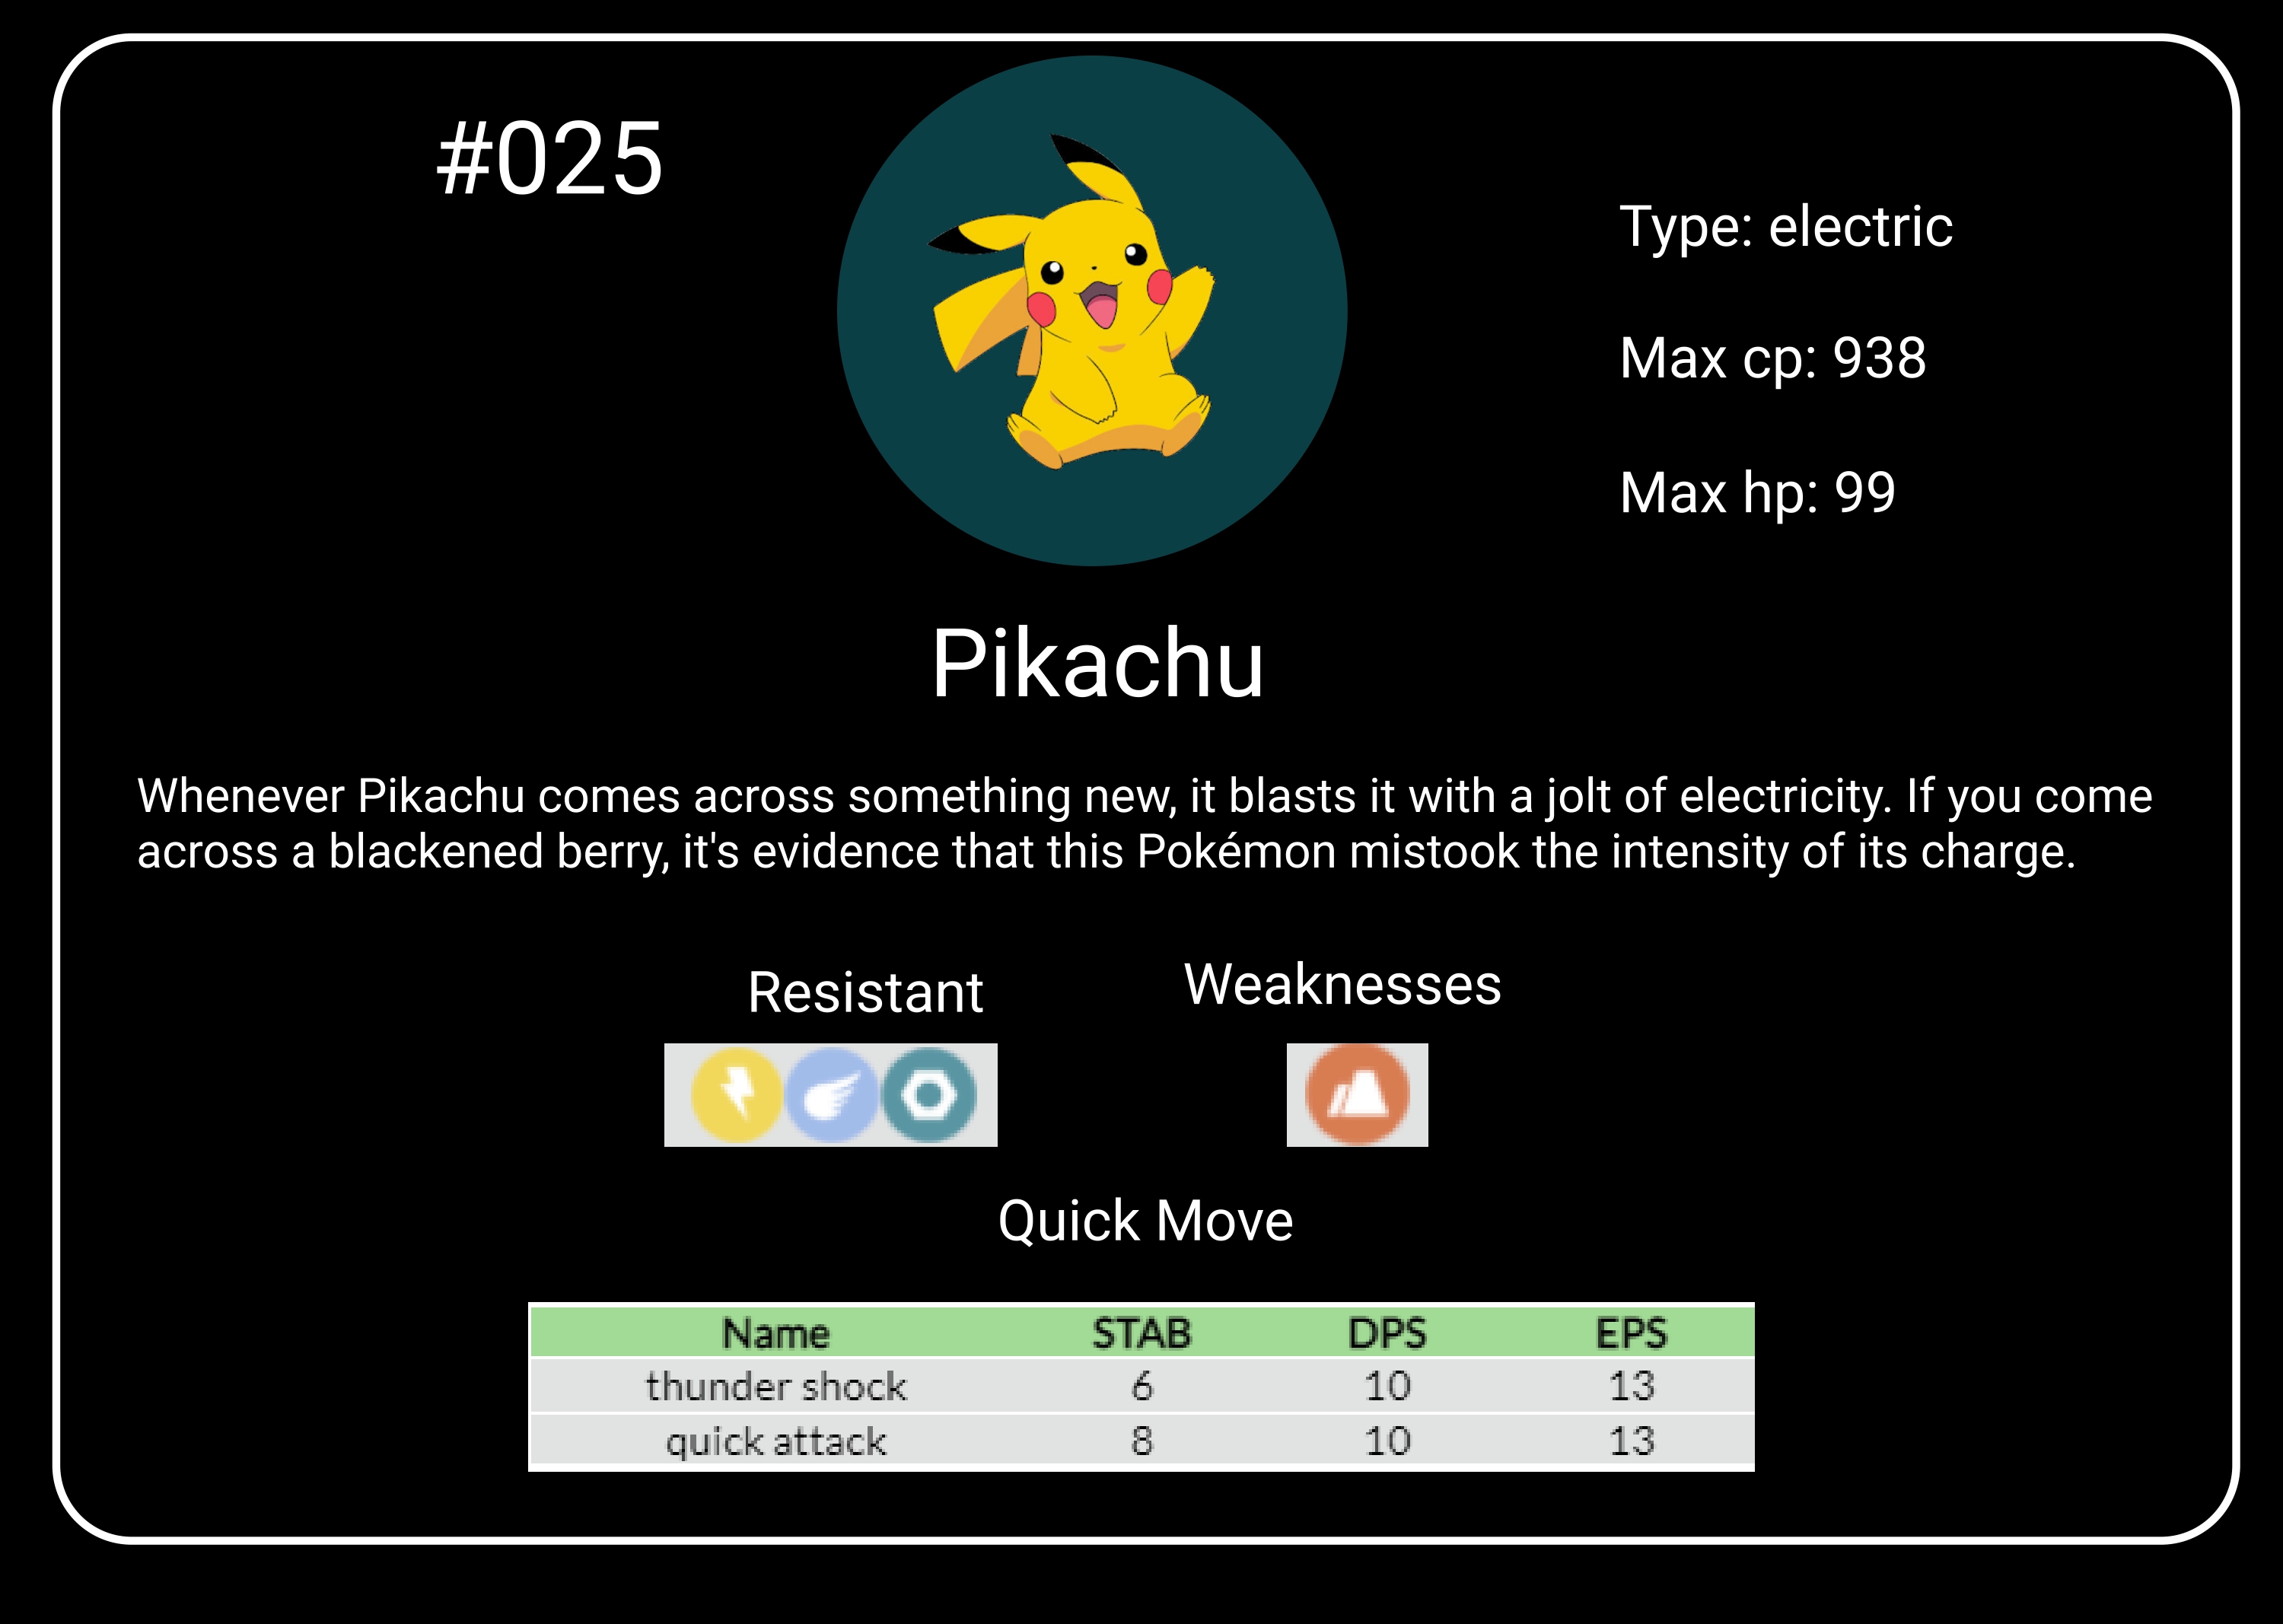 #025
Type: electric
Max cp: 938
Max hp: 99
Pikachu
Whenever Pikachu comes across something new, it blasts it with a jolt of electricity. If you come
across a blackened berry, it's evidence that this Pokémon mistook the intensity of its charge.
Resistant Weaknesses
Quick Move
Name STAB DPS EPS
thunder shock 6 10 13
quick attack 8 10 13